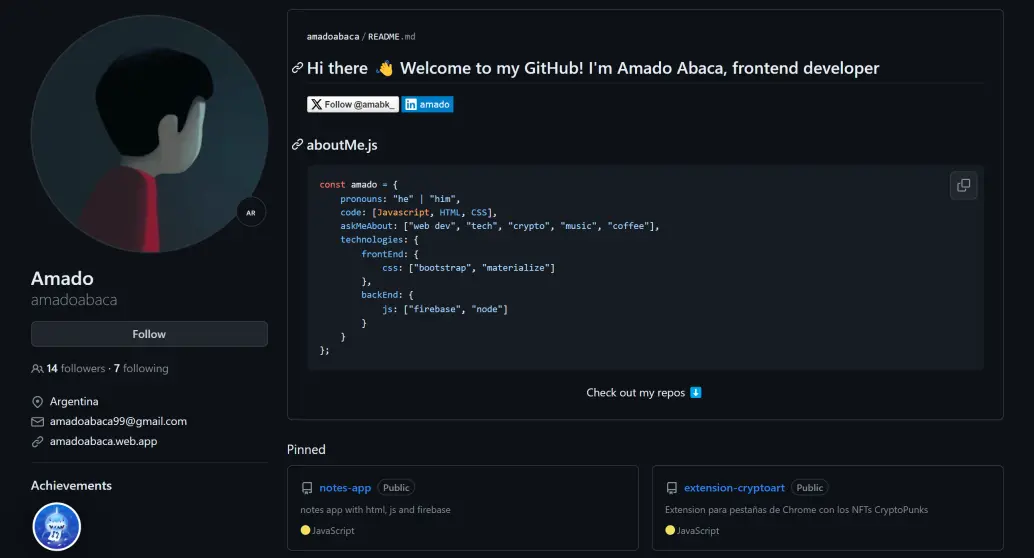 AR
Amado
amadoabaca
Follow
14 followers · 7 following
Argentina
amadoabaca99@gmail.com
amadoabaca.web.app
Achievements
amadoabaca/README.md
Hi there 👋 Welcome to my GitHub! I'm Amado Abaca, frontend developer
Follow @amabk_ in amado
aboutMe.js
const amado = {
    pronouns: "he" | "him",
    code: [Javascript, HTML, CSS],
    askMeAbout: ["web dev", "tech", "crypto", "music", "coffee"],
    technologies: {
        frontEnd: {
            css: ["bootstrap", "materialize"]
        },
        backEnd: {
            js: ["firebase", "node"]
        }
    }
};
Check out my repos ⬇️
Pinned
notes-app Public
notes app with html, js and firebase
JavaScript
extension-cryptoart Public
Extension para pestañas de Chrome con los NFTs CryptoPunks
JavaScript